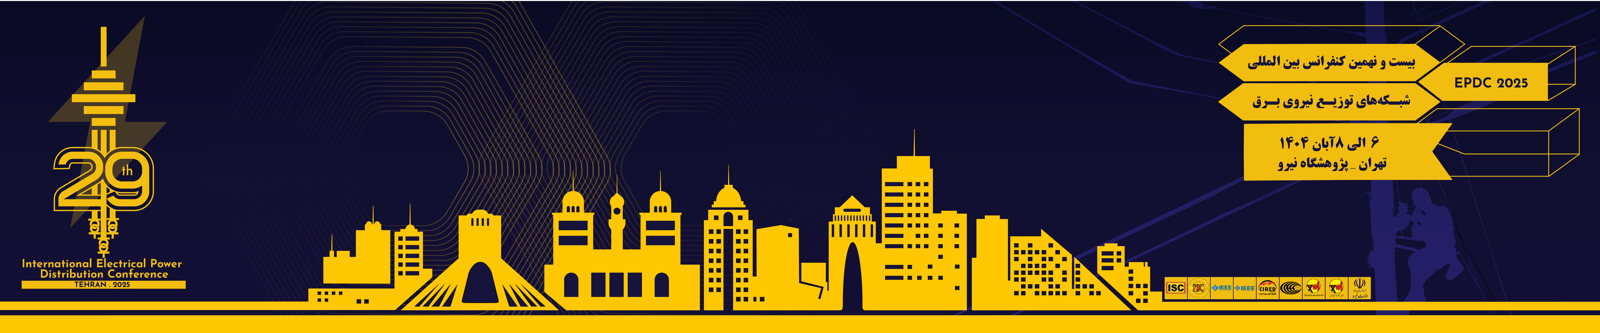 29th
International Electrical Power
Distribution Conference
TEHRAN . 2025
بیست و نهمین کنفرانس بین المللی
شبکه‌های توزیع نیروی برق
EPDC 2025
۶ الی ۸ آبان ۱۴۰۴
تهران _ پژوهشگاه نیرو
ISC
IEEE
IEEE
CIRED